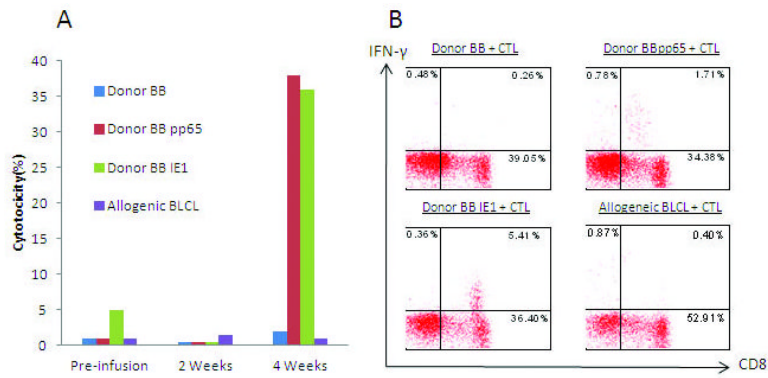 A
40
35
30
25
20
15
10
5
0
Cytotocicity(%)
Donor BB
Donor BB pp65
Donor BB IE1
Allogenic BLCL
Pre-infusion 2 Weeks 4 Weeks
B
IFN-γ
Donor BB + CTL
0.48% 0.26%
39.05%
Donor BBpp65 + CTL
0.78% 1.71%
34.38%
Donor BB IE1 + CTL
0.36% 5.41%
36.40%
Allogeneic BLCL + CTL
0.87% 0.40%
52.91%
CD8